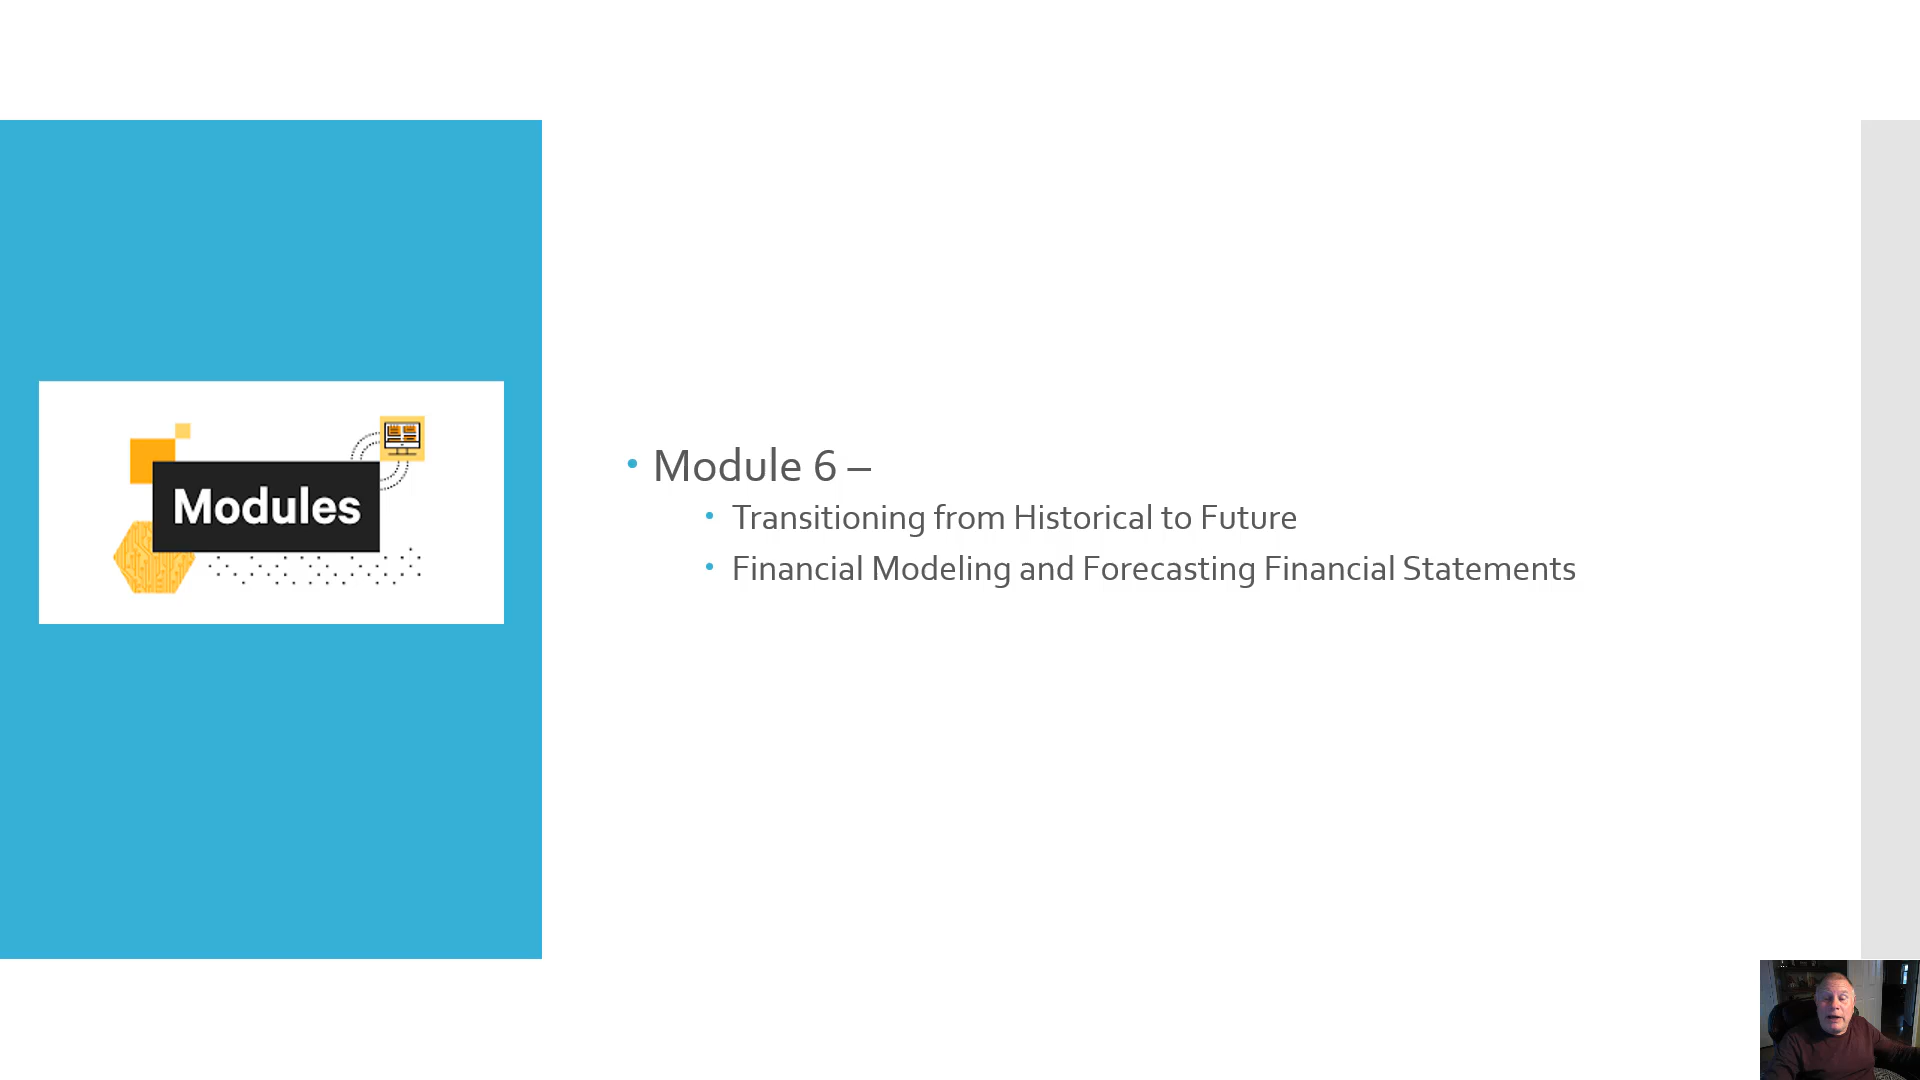 Modules
Module 6 –
Transitioning from Historical to Future
Financial Modeling and Forecasting Financial Statements